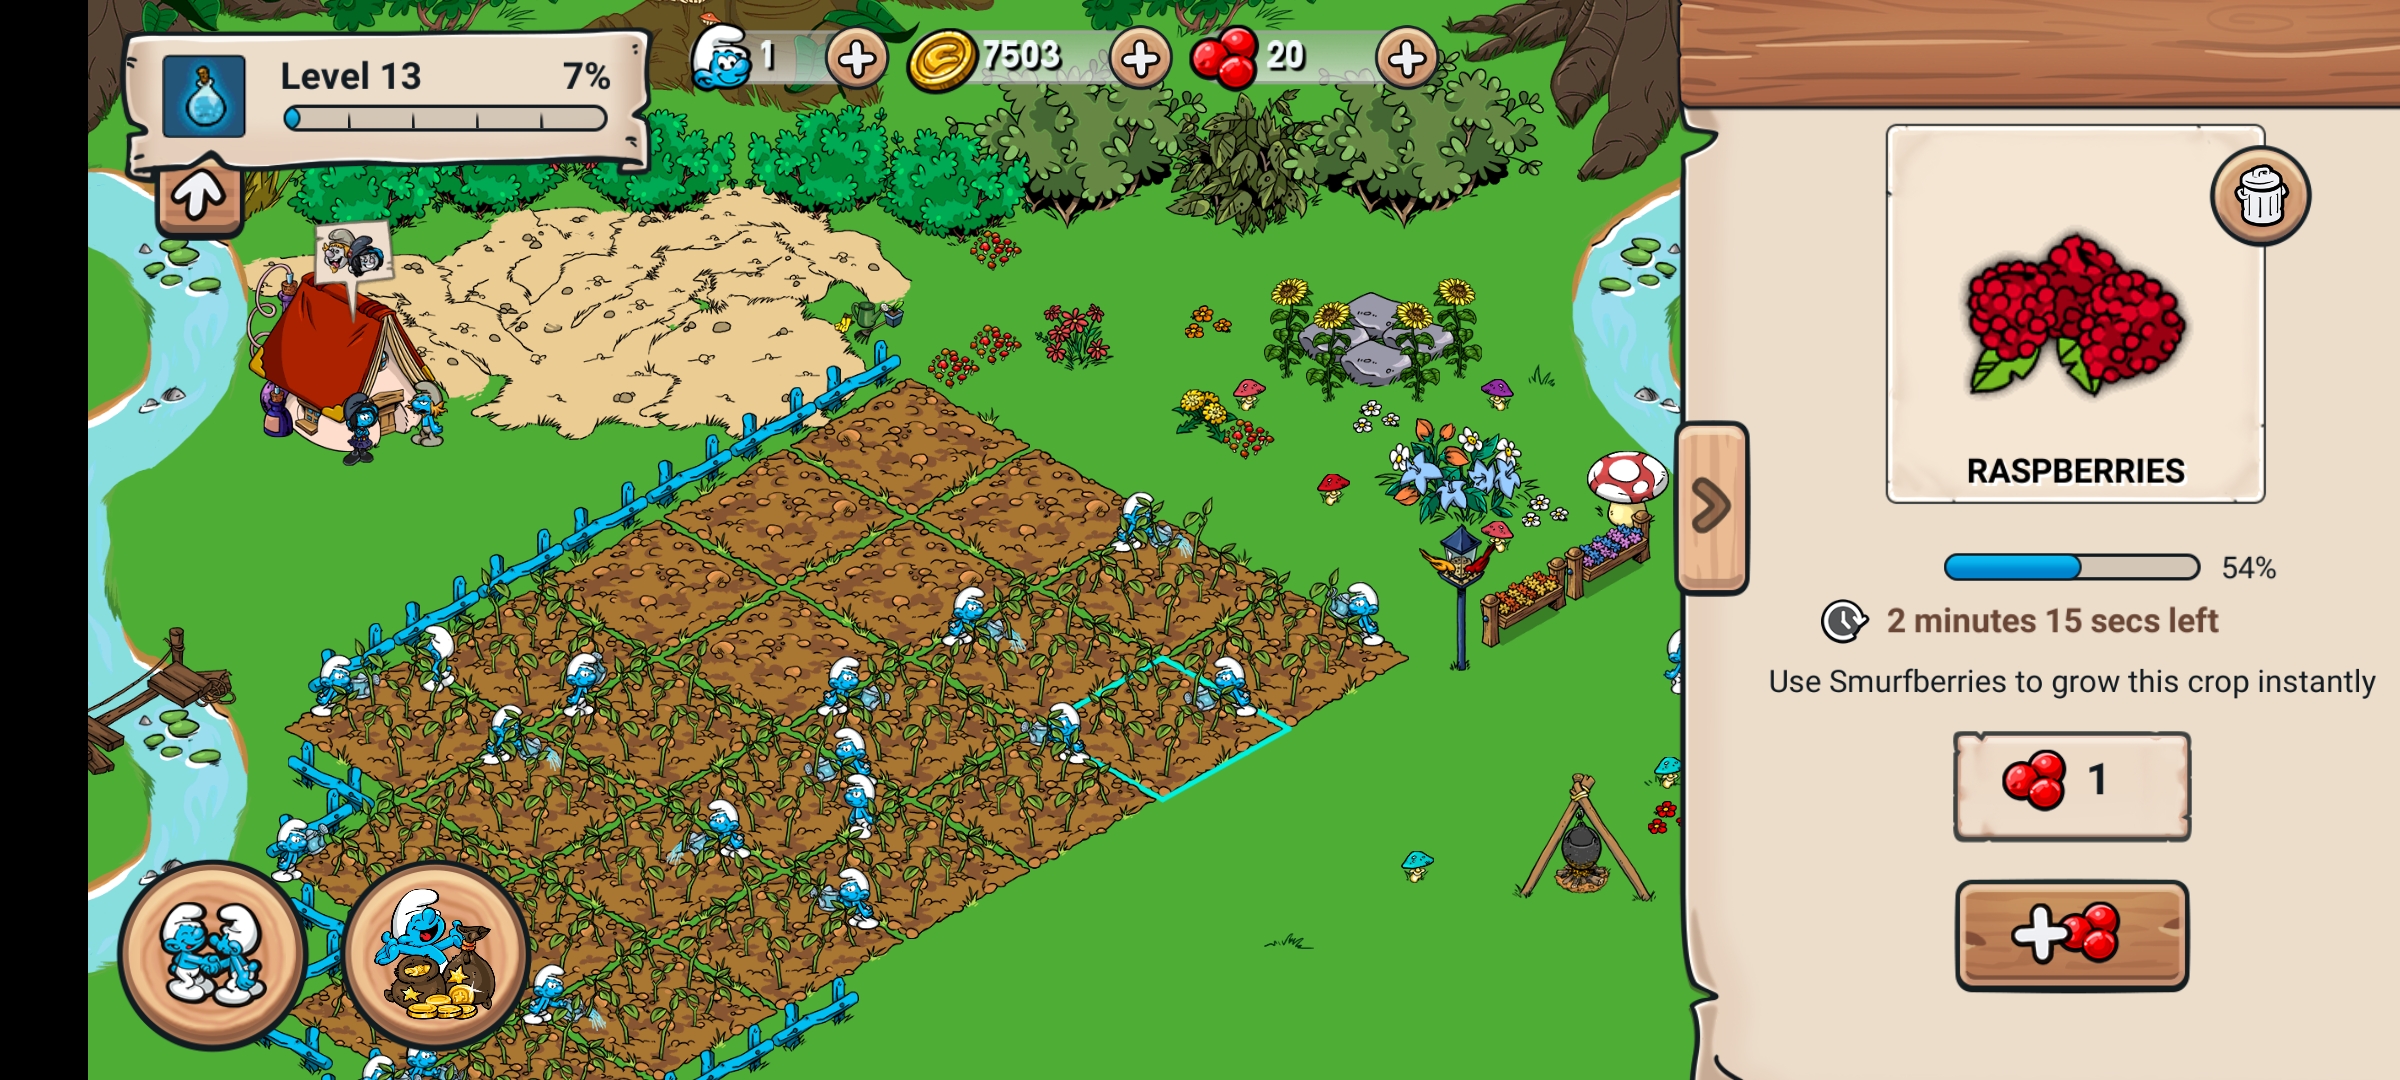 Level 13 7%
1
7503
20
RASPBERRIES
54%
2 minutes 15 secs left
Use Smurfberries to grow this crop instantly
1